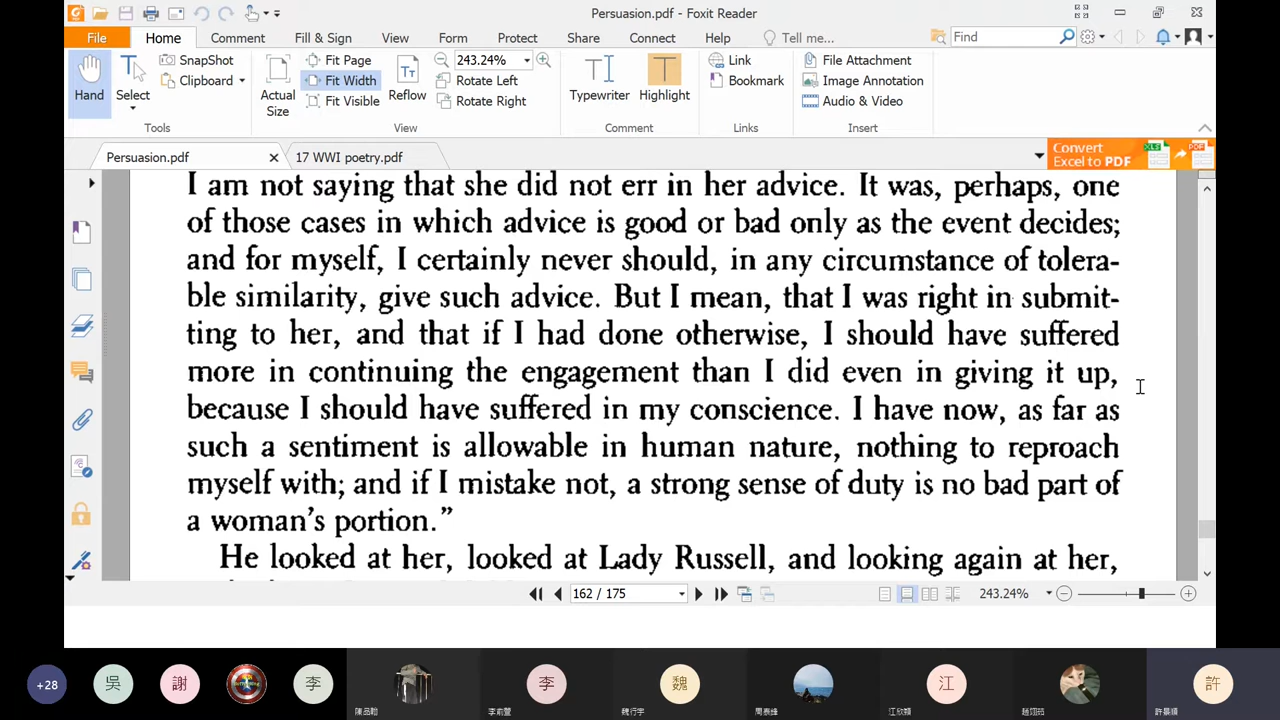 Persuasion.pdf - Foxit Reader
File Home Comment Fill & Sign View Form Protect Share Connect Help Tell me... Find
Hand
Select
SnapShot
Clipboard
Tools
Actual
Size
Fit Page
Fit Width
Fit Visible
Reflow
243.24%
Rotate Left
Rotate Right
View
Typewriter
Highlight
Comment
Link
Bookmark
Links
File Attachment
Image Annotation
Audio & Video
Insert
Persuasion.pdf
17 WWI poetry.pdf
Convert
Excel to PDF
XLS
PDF
I am not saying that she did not err in her advice. It was, perhaps, one
of those cases in which advice is good or bad only as the event decides;
and for myself, I certainly never should, in any circumstance of tolera-
ble similarity, give such advice. But I mean, that I was right in submit-
ting to her, and that if I had done otherwise, I should have suffered
more in continuing the engagement than I did even in giving it up,
because I should have suffered in my conscience. I have now, as far as
such a sentiment is allowable in human nature, nothing to reproach
myself with; and if I mistake not, a strong sense of duty is no bad part of
a woman's portion."
He looked at her, looked at Lady Russell, and looking again at her,
162 / 175
243.24%
+28
吳
謝
李
李
魏
江
許